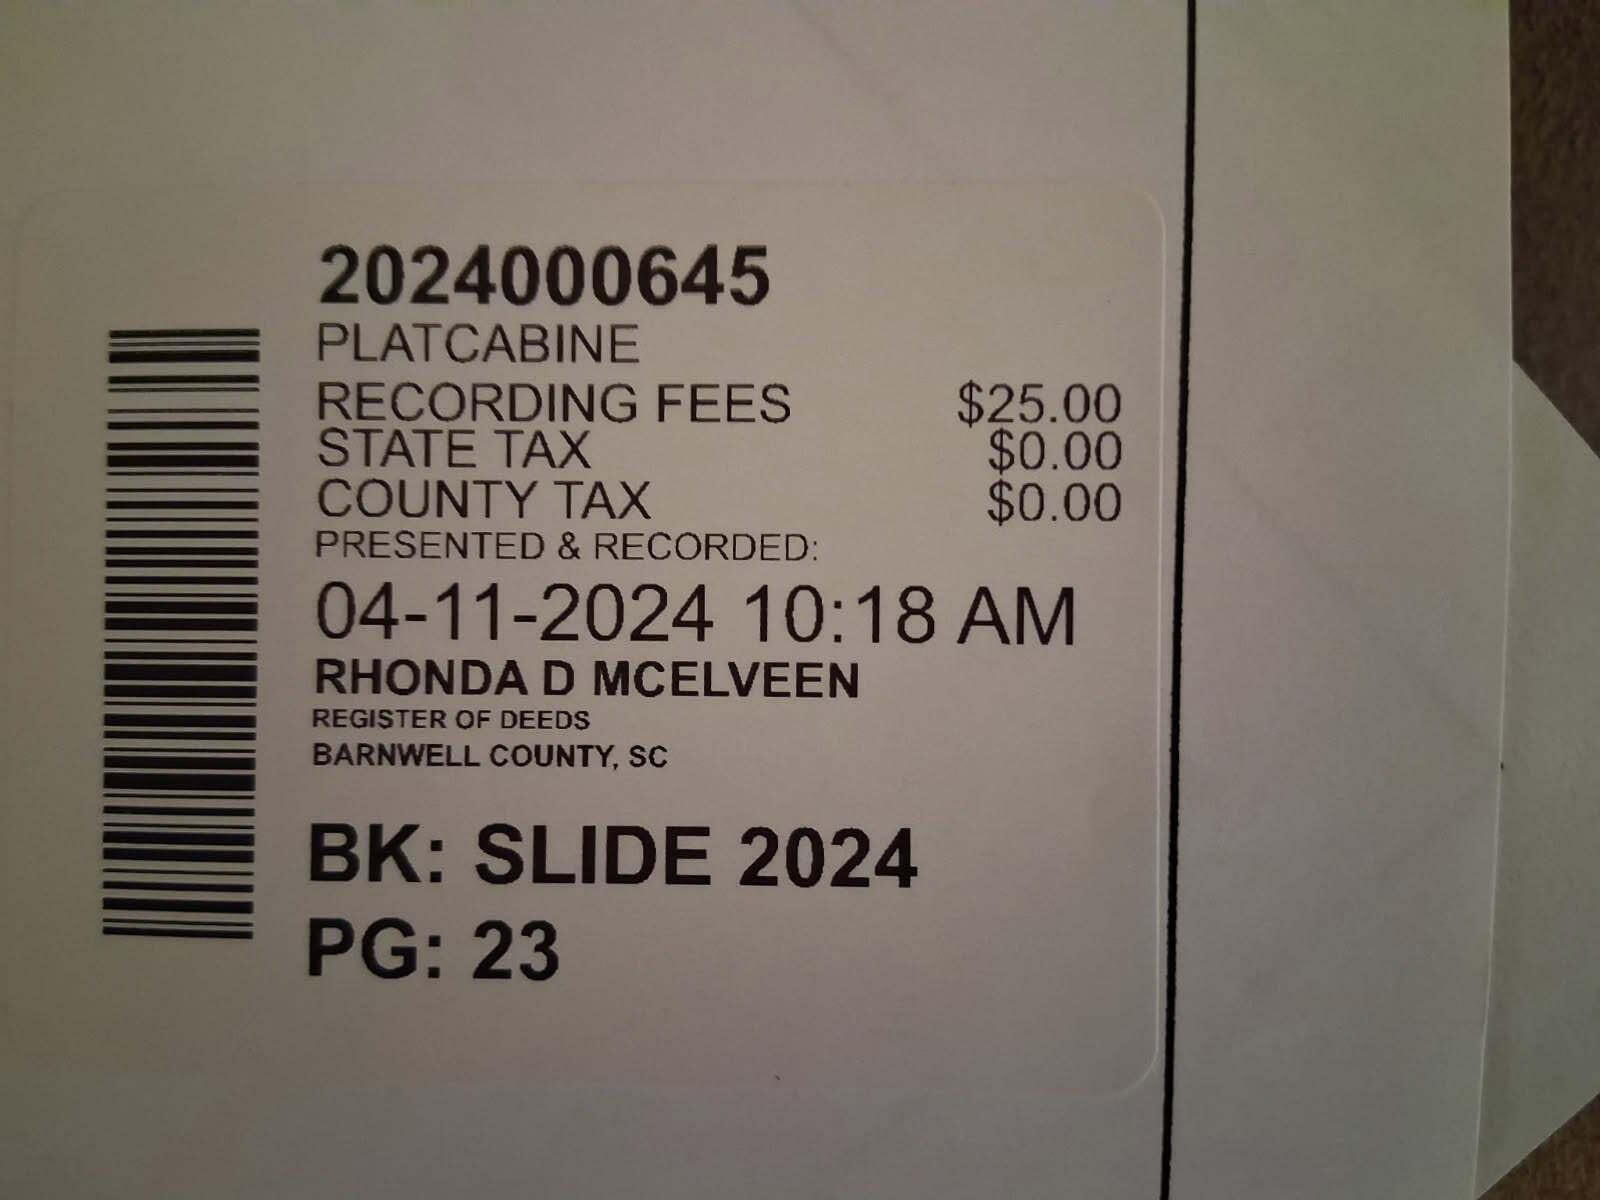 2024000645
PLATCABINE
RECORDING FEES $25.00
STATE TAX $0.00
COUNTY TAX $0.00
PRESENTED & RECORDED:
04-11-2024 10:18 AM
RHONDA D MCELVEEN
REGISTER OF DEEDS
BARNWELL COUNTY, SC
BK: SLIDE 2024
PG: 23